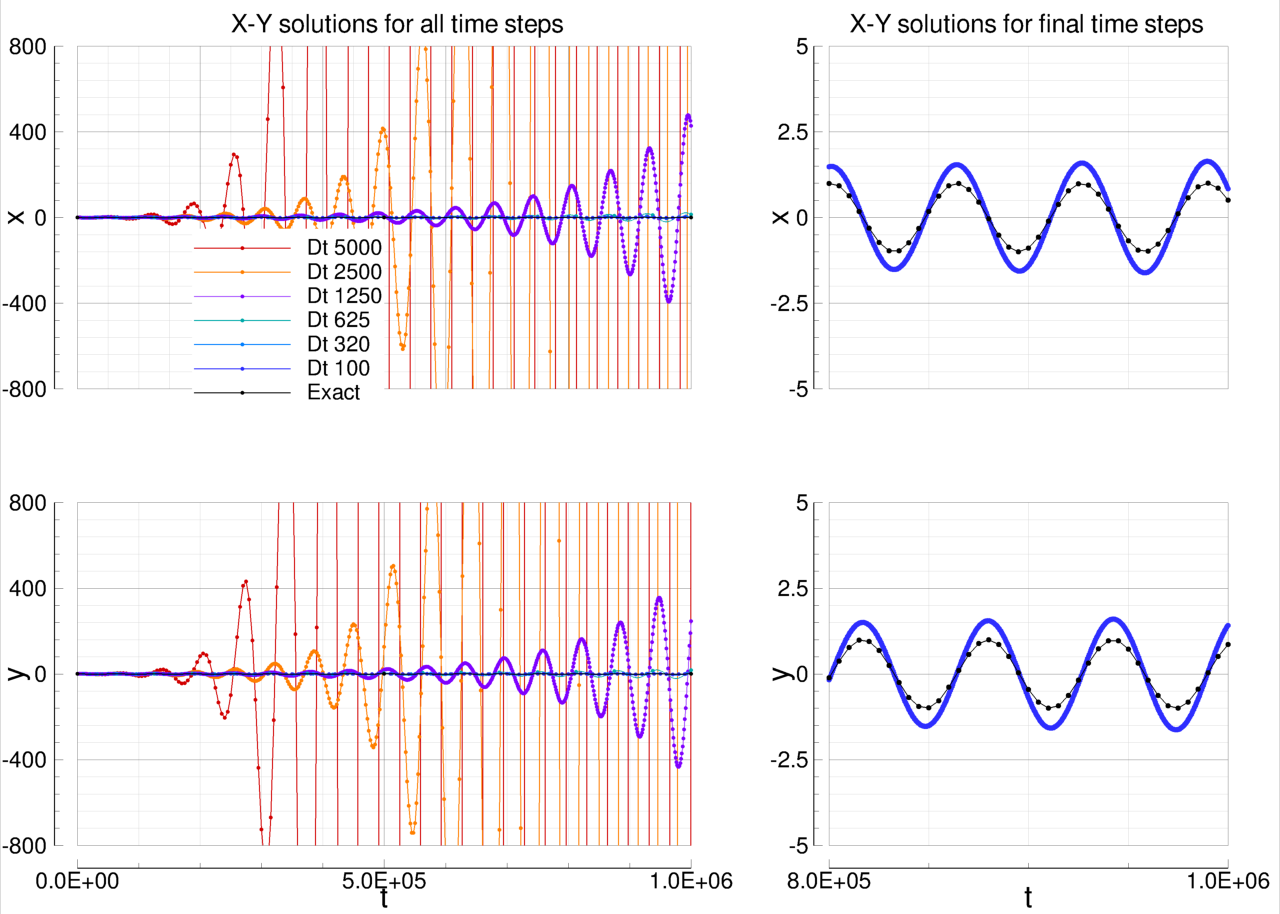 X-Y solutions for all time steps
X-Y solutions for final time steps
800
400
0
-400
-800
x
Dt 5000
Dt 2500
Dt 1250
Dt 625
Dt 320
Dt 100
Exact
5
2.5
0
-2.5
-5
x
800
400
0
-400
-800
y
0.0E+00
5.0E+05
1.0E+06
t
5
2.5
0
-2.5
-5
y
8.0E+05
1.0E+06
t